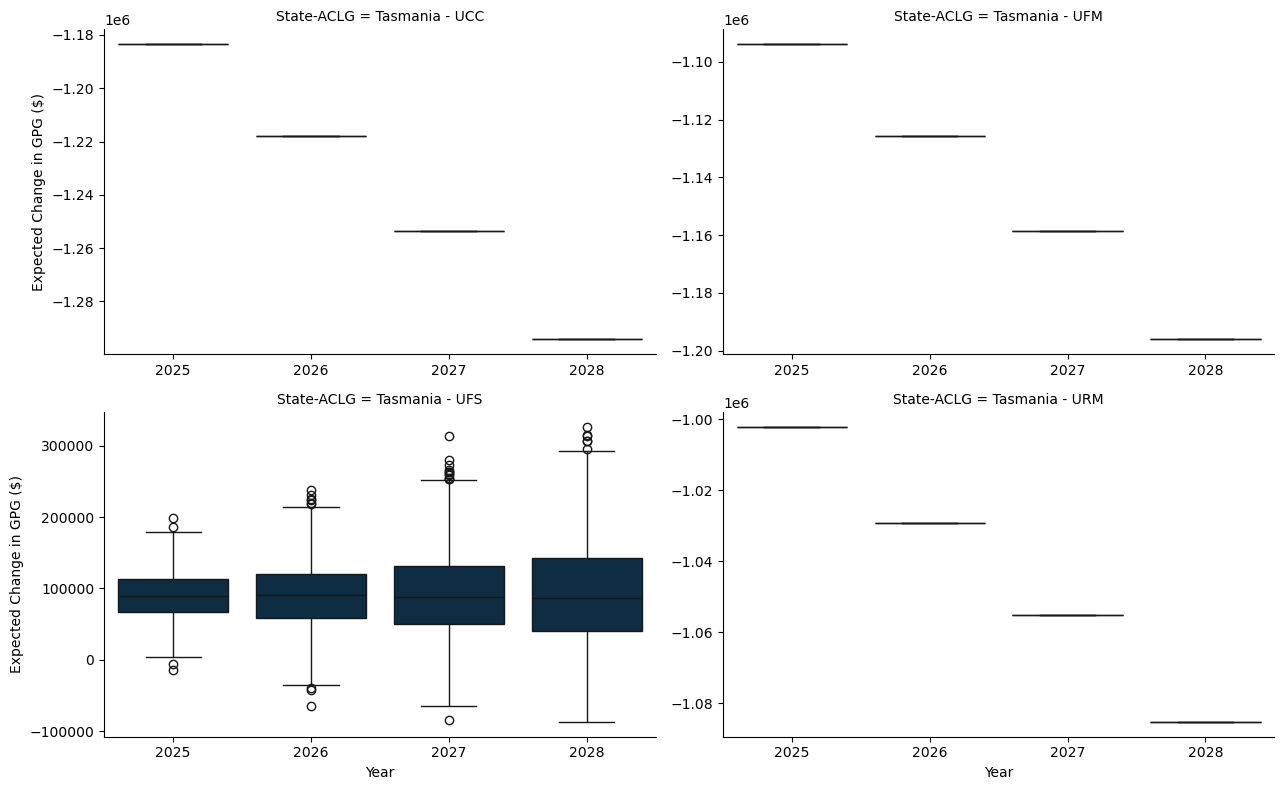 State-ACLG = Tasmania - UCC
1e6
Expected Change in GPG ($)
−1.18
−1.20
−1.22
−1.24
−1.26
−1.28
2025 2026 2027 2028
State-ACLG = Tasmania - UFM
1e6
−1.10
−1.12
−1.14
−1.16
−1.18
−1.20
2025 2026 2027 2028
State-ACLG = Tasmania - UFS
Expected Change in GPG ($)
300000
200000
100000
0
−100000
2025 2026 2027 2028
Year
State-ACLG = Tasmania - URM
1e6
−1.00
−1.02
−1.04
−1.06
−1.08
2025 2026 2027 2028
Year